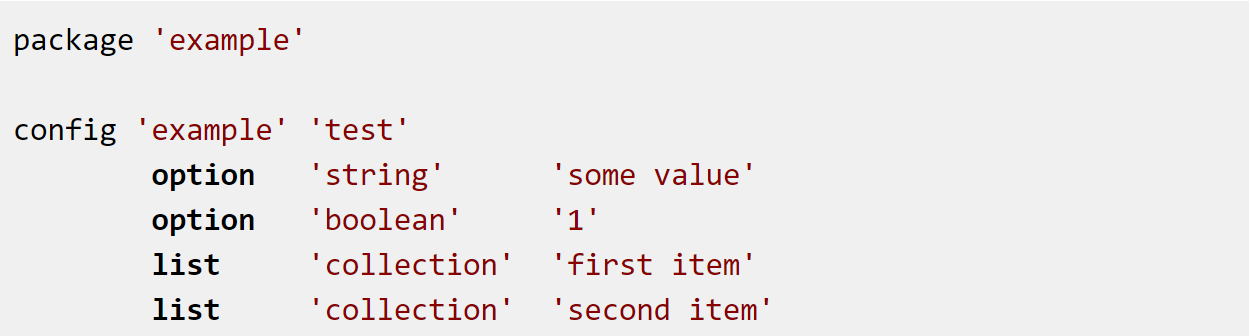 package 'example'
config 'example' 'test'
option 'string' 'some value'
option 'boolean' '1'
list 'collection' 'first item'
list 'collection' 'second item'